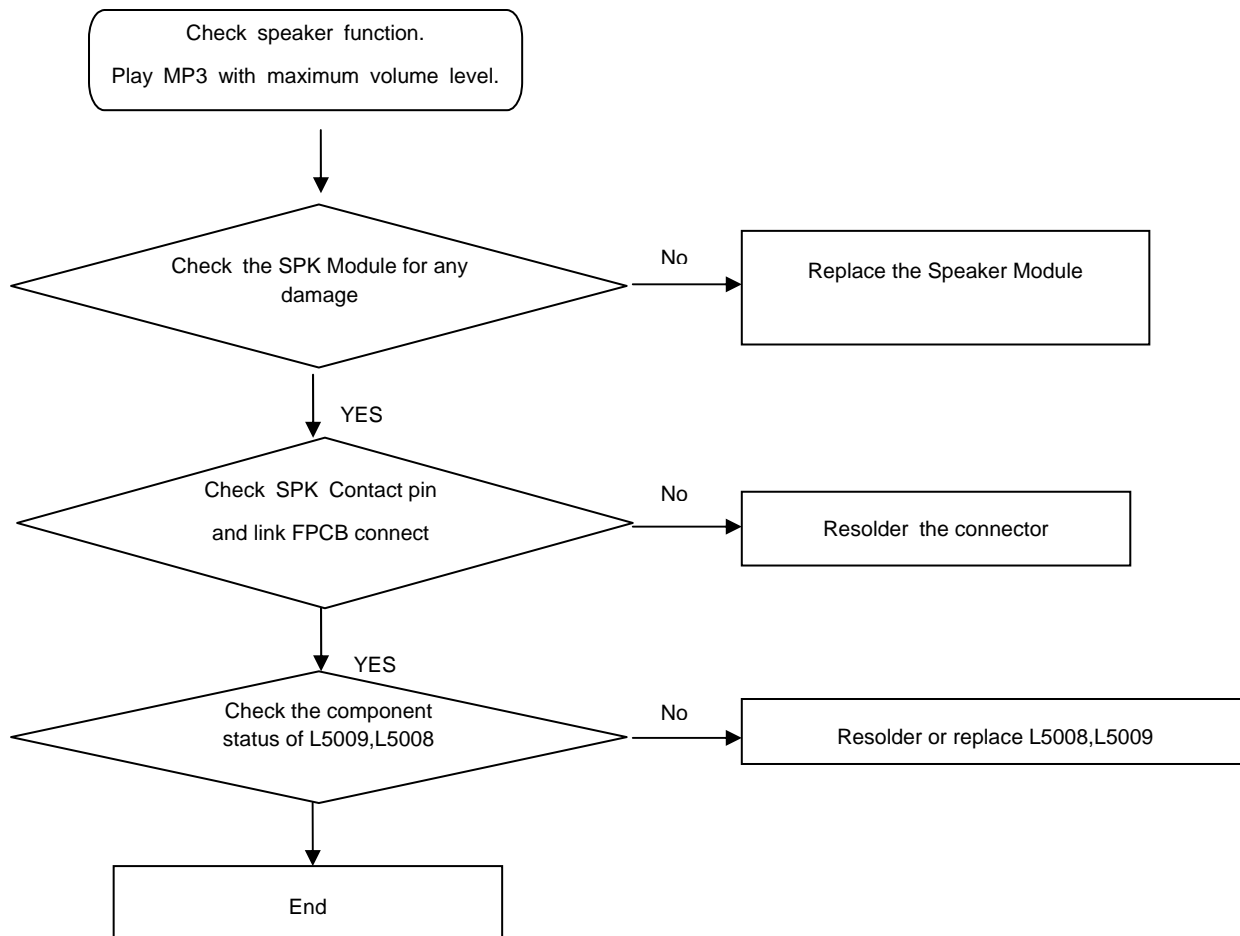 Check speaker function.
Play MP3 with maximum volume level.
Check the SPK Module for any
damage
No
Replace the Speaker Module
YES
Check SPK Contact pin
and link FPCB connect
No
Resolder the connector
YES
Check the component
status of L5009,L5008
No
Resolder or replace L5008,L5009
End